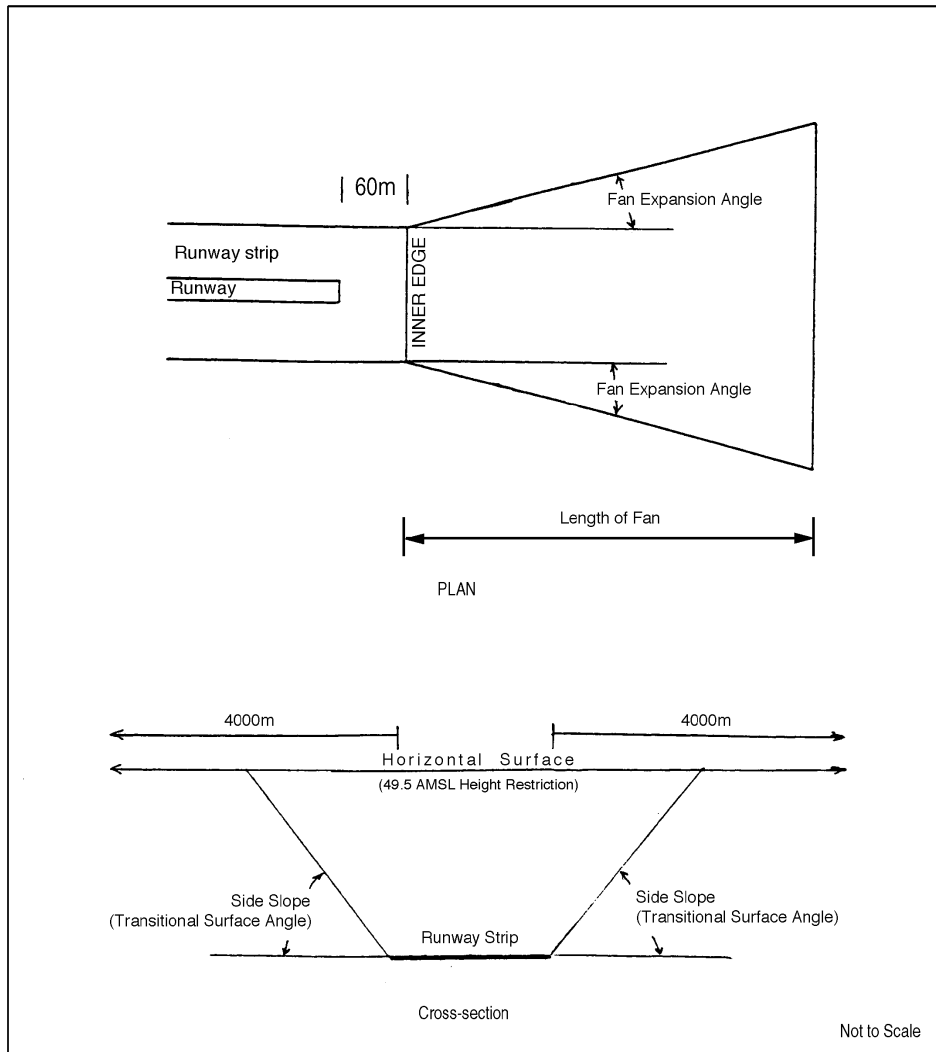 60m
Fan Expansion Angle
Runway strip
Runway
INNER EDGE
Fan Expansion Angle
Length of Fan
PLAN
4000m
4000m
Horizontal Surface
(49.5 AMSL Height Restriction)
Side Slope
(Transitional Surface Angle)
Side Slope
(Transitional Surface Angle)
Runway Strip
Cross-section
Not to Scale